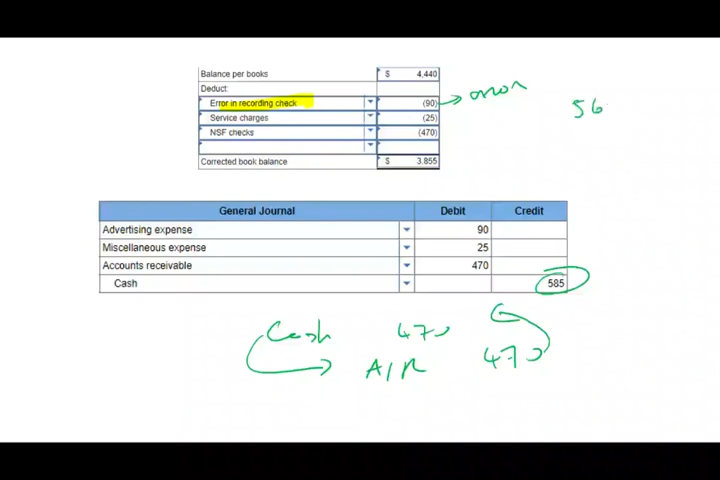 Balance per books $ 4,440
Deduct:
Error in recording check (90) error
56
Service charges (25)
NSF checks (470)
Corrected book balance $ 3,855
General Journal Debit Credit
Advertising expense 90
Miscellaneous expense 25
Accounts receivable 470
Cash 585
Cash 470
A/R 470